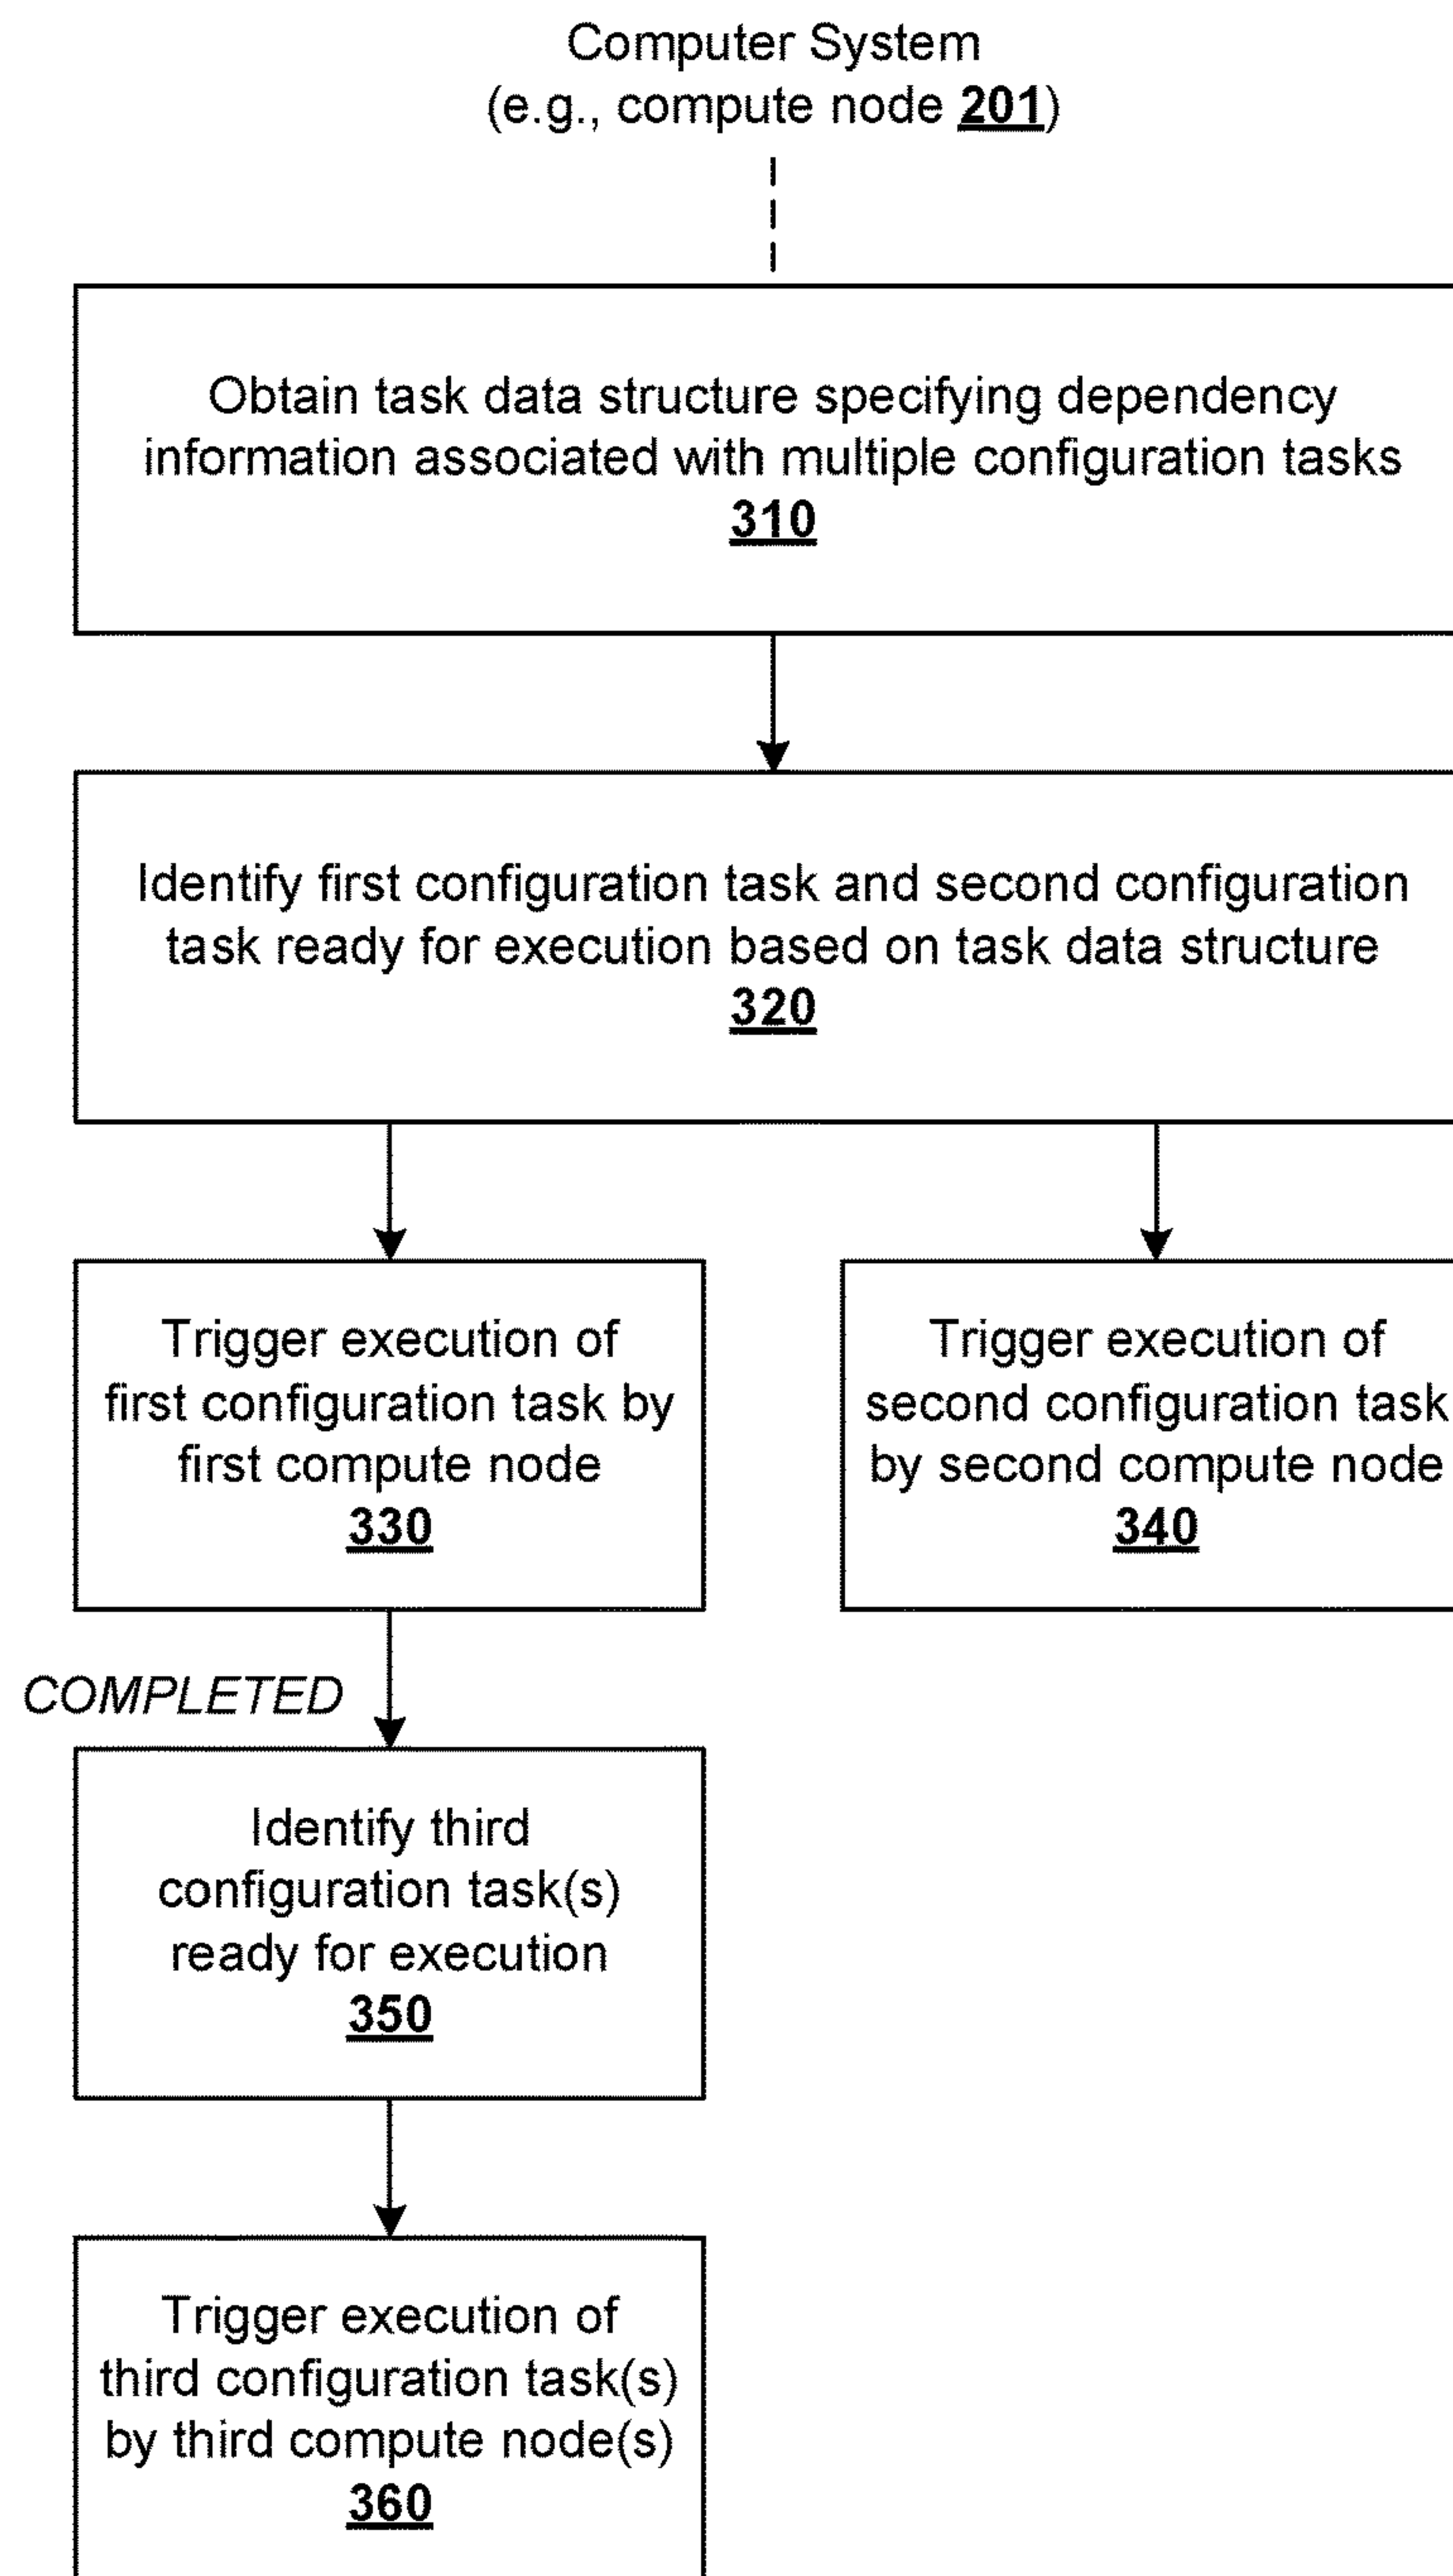 Computer System
(e.g., compute node 201)
Obtain task data structure specifying dependency
information associated with multiple configuration tasks
310
Identify first configuration task and second configuration
task ready for execution based on task data structure
320
Trigger execution of
first configuration task by
first compute node
330
Trigger execution of
second configuration task
by second compute node
340
COMPLETED
Identify third
configuration task(s)
ready for execution
350
Trigger execution of
third configuration task(s)
by third compute node(s)
360